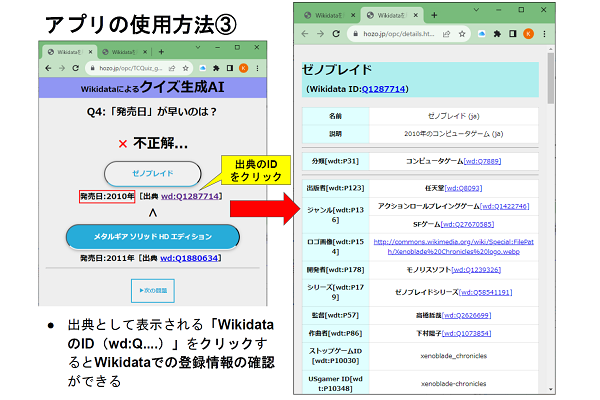 アプリの使用方法③
Wikidataモ
Wikidataモ
hozo.jp/opc/TCQuiz_g...
Wikidataによるクイズ生成AI
Q4:「発売日」が早いのは？
× 不正解...
ゼノブレイド
発売日:2010年 [出典 wd:Q1287714]
<
メタルギア ソリッド HD エディション
発売日:2011年 [出典 wd:Q1880634]
▶次の問題
出典のID
をクリック
● 出典として表示される「Wikidata
のID（wd:Q....）」をクリックす
るとWikidataでの登録情報の確認
ができる
hozo.jp/opc/details.ht...
ゼノブレイド
(Wikidata ID:Q1287714)
名前 ゼノブレイド (ja)
説明 2010年のコンピュータゲーム (ja)
分類[wdt:P31] コンピュータゲーム[wd:Q7889]
出版者[wdt:P123] 任天堂[wd:Q8093]
ジャンル[wdt:P136] アクションロールプレイングゲーム[wd:Q1422746]
SFゲーム[wd:Q27670585]
ロゴ画像[wdt:P154] http://commons.wikimedia.org/wiki/Special:FilePath/Xenoblade%20Chronicles%20logo.webp
開発者[wdt:P178] モノリスソフト[wd:Q1239326]
シリーズ[wdt:P179] ゼノブレイドシリーズ[wd:Q58541191]
監督[wdt:P57] 高橋哲哉[wd:Q2626699]
作曲者[wdt:P86] 下村陽子[wd:Q1073854]
ストップゲームID[wdt:P10030] xenoblade_chronicles
USgamer ID[wdt:P10348] xenoblade-chronicles